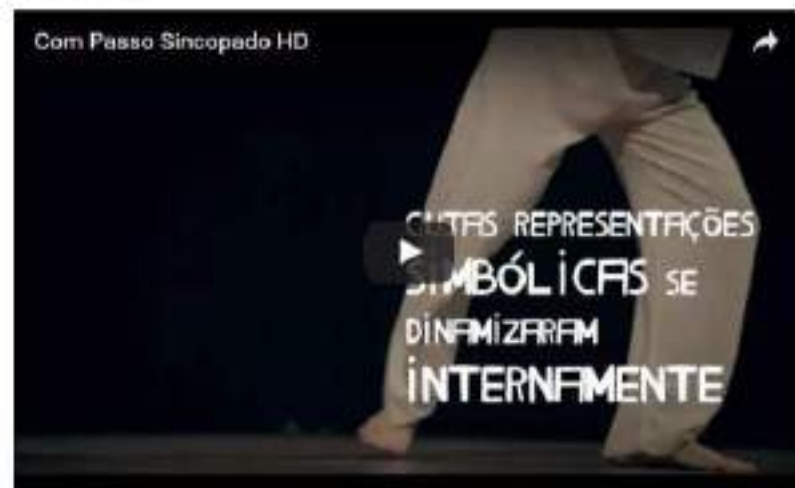 Com Passo Sincopado HD
REPRESENTAÇÕES
SIMBÓLICAS SE
DINAMIZARAM
INTERNAMENTE